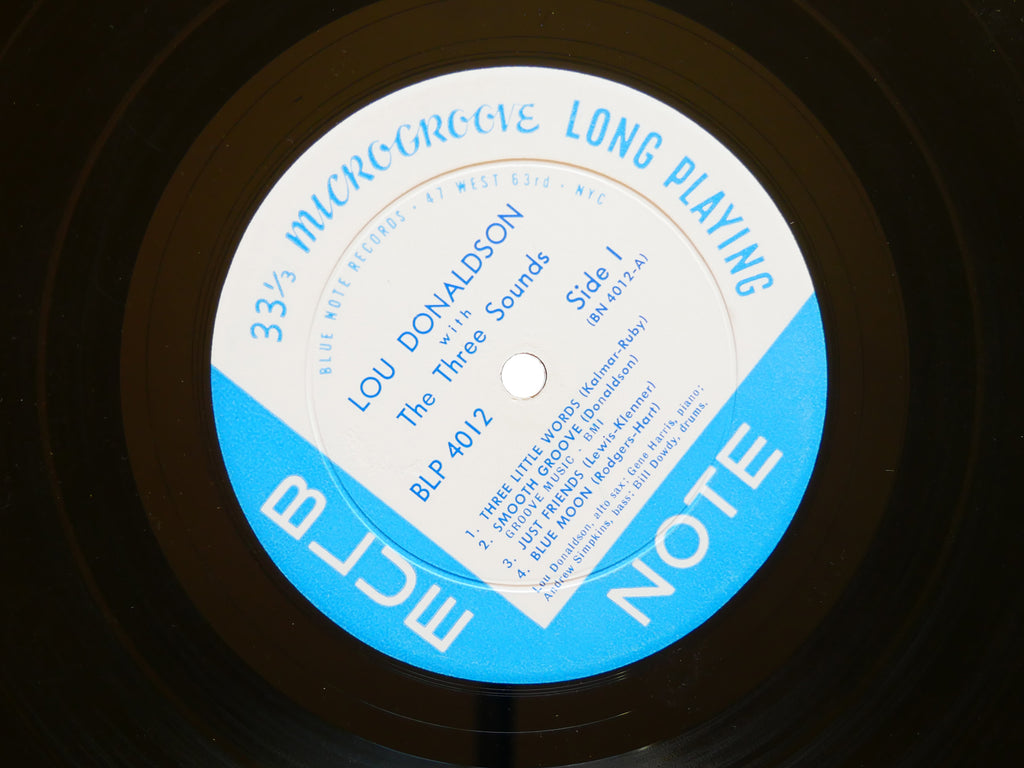 33⅓ MICROGROOVE LONG PLAYING
BLUE NOTE RECORDS · 47 WEST 63rd · NYC
LOU DONALDSON
with
The Three Sounds
BLP 4012
Side 1
(BN 4012-A)
1. THREE LITTLE WORDS (Kalmar-Ruby)
2. SMOOTH GROOVE (Donaldson)
GROOVE MUSIC - BMI
3. JUST FRIENDS (Lewis-Klenner)
4. BLUE MOON (Rodgers-Hart)
Lou Donaldson, alto sax; Gene Harris, piano;
Andrew Simpkins, bass; Bill Dowdy, drums.
BLUE
NOTE